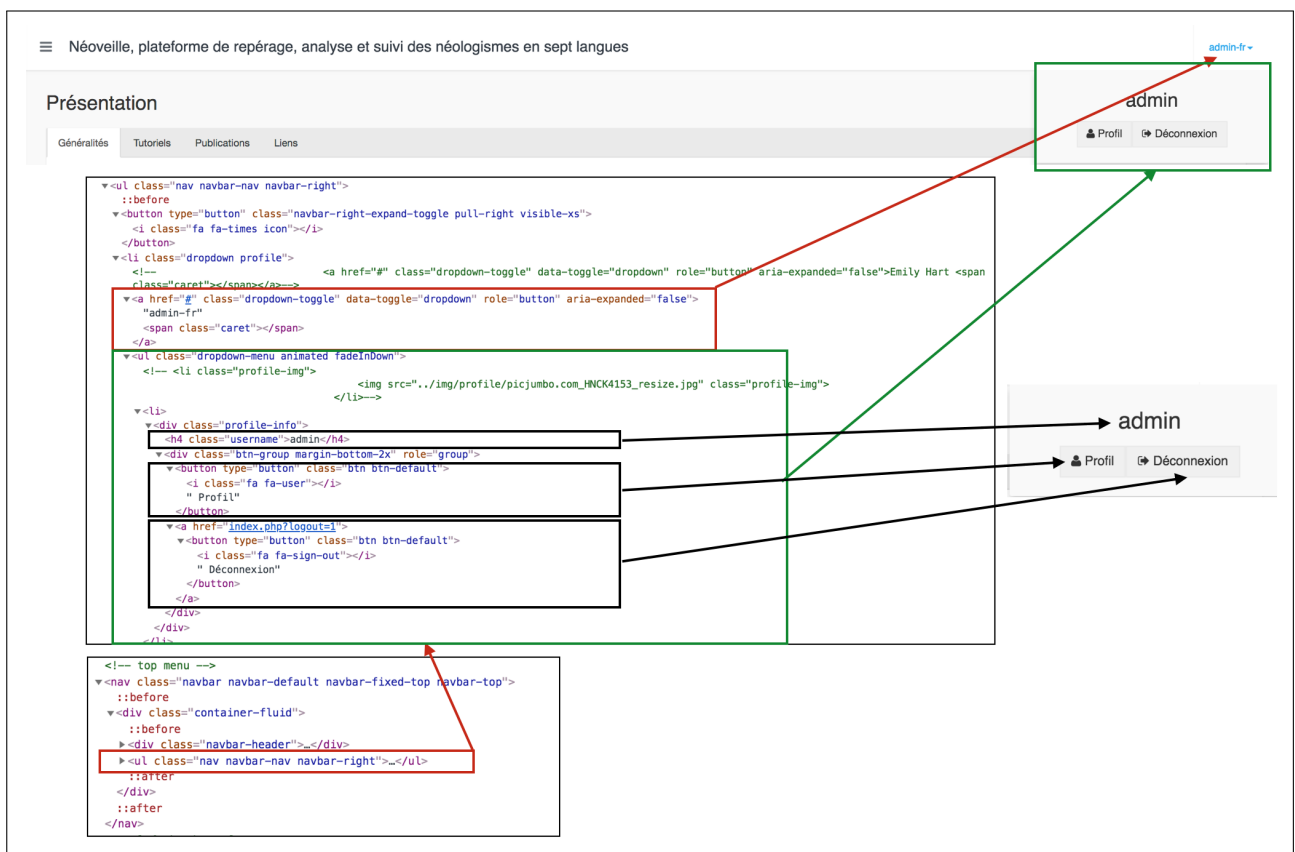 Néoveille, plateforme de repérage, analyse et suivi des néologismes en sept langues
admin-fr
Présentation
admin
Profil Déconnexion
Généralités Tutoriels Publications Liens
▼<ul class="nav navbar-nav navbar-right">
::before
▼<button type="button" class="navbar-right-expand-toggle pull-right visible-xs">
<i class="fa fa-times icon"></i>
</button>
▼<li class="dropdown profile">
<!-- <a href="#" class="dropdown-toggle" data-toggle="dropdown" role="button" aria-expanded="false">Emily Hart <span
class="caret"></span></a>-->
▼<a href="#" class="dropdown-toggle" data-toggle="dropdown" role="button" aria-expanded="false">
"admin-fr"
<span class="caret"></span>
</a>
▼<ul class="dropdown-menu animated fadeInDown">
<!-- <li class="profile-img">
<img src="../img/profile/picjumbo.com_HNCK4153_resize.jpg" class="profile-img">
</li>-->
▼<li>
▼<div class="profile-info">
<h4 class="username">admin</h4>
▼<div class="btn-group margin-bottom-2x" role="group">
▼<button type="button" class="btn btn-default">
<i class="fa fa-user"></i>
" Profil"
</button>
▼<a href="index.php?logout=1">
▼<button type="button" class="btn btn-default">
<i class="fa fa-sign-out"></i>
" Déconnexion"
</button>
</a>
</div>
</div>
</li>
admin
Profil Déconnexion
<!-- top menu -->
▼<nav class="navbar navbar-default navbar-fixed-top navbar-top">
::before
▼<div class="container-fluid">
::before
▶<div class="navbar-header">…</div>
▶<ul class="nav navbar-nav navbar-right">…</ul>
::after
</div>
::after
</nav>